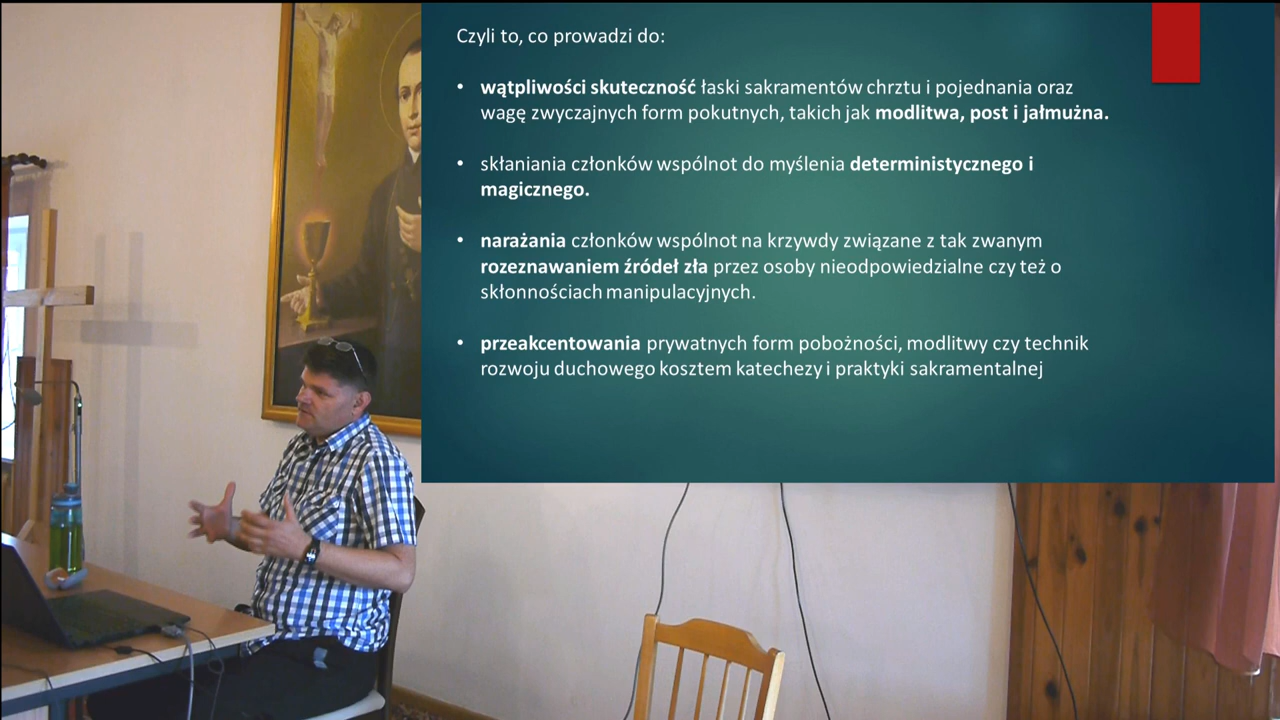 Czyli to, co prowadzi do:
• wątpliwości skuteczność łaski sakramentów chrztu i pojednania oraz
wagę zwyczajnych form pokutnych, takich jak modlitwa, post i jałmużna.
• skłaniania członków wspólnot do myślenia deterministycznego i
magicznego.
• narażania członków wspólnot na krzywdy związane z tak zwanym
rozeznawaniem źródeł zła przez osoby nieodpowiedzialne czy też o
skłonnościach manipulacyjnych.
• przeakcentowania prywatnych form pobożności, modlitwy czy technik
rozwoju duchowego kosztem katechezy i praktyki sakramentalnej